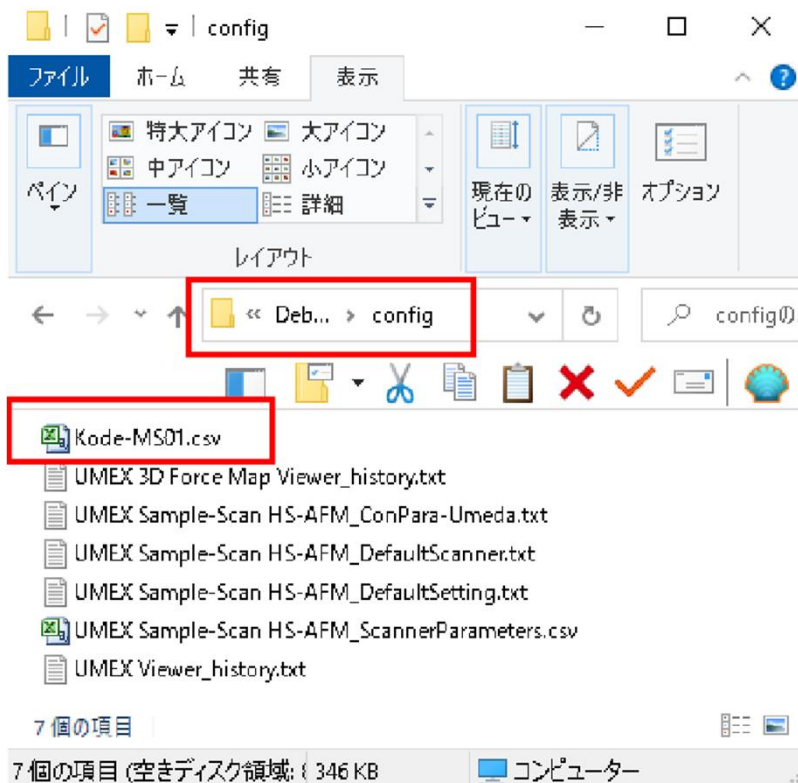 config
ファイル ホーム 共有 表示
特大アイコン 大アイコン
中アイコン 小アイコン
一覧 詳細
ペイン
現在の ビュー
表示/非表示
オプション
レイアウト
« Deb... › config
configの
Kode-MS01.csv
UMEX 3D Force Map Viewer_history.txt
UMEX Sample-Scan HS-AFM_ConPara-Umeda.txt
UMEX Sample-Scan HS-AFM_DefaultScanner.txt
UMEX Sample-Scan HS-AFM_DefaultSetting.txt
UMEX Sample-Scan HS-AFM_ScannerParameters.csv
UMEX Viewer_history.txt
7 個の項目
7 個の項目 (空きディスク領域: 346 KB コンピューター